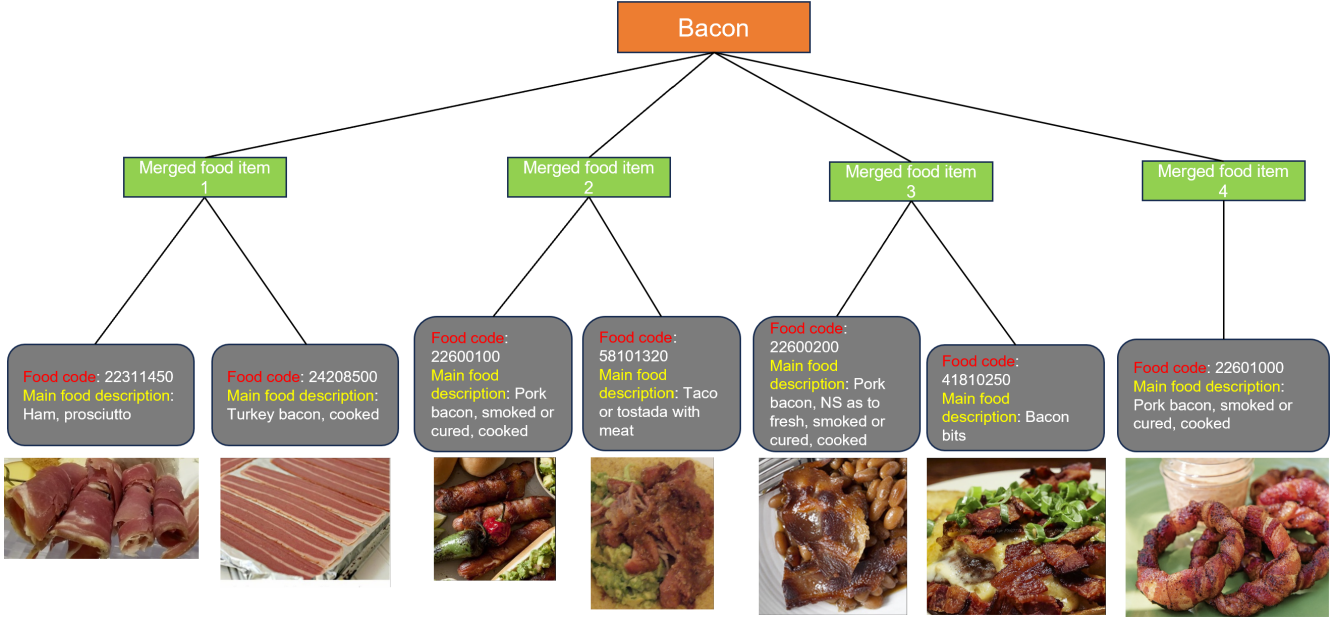 Bacon
Merged food item
1
Merged food item
2
Merged food item
3
Merged food item
4
Food code: 22311450
Main food description:
Ham, prosciutto
Food code: 24208500
Main food description:
Turkey bacon, cooked
Food code:
22600100
Main food
description: Pork
bacon, smoked or
cured, cooked
Food code:
58101320
Main food
description: Taco
or tostada with
meat
Food code:
22600200
Main food
description: Pork
bacon, NS as to
fresh, smoked or
cured, cooked
Food code:
41810250
Main food
description: Bacon
bits
Food code: 22601000
Main food description:
Pork bacon, smoked or
cured, cooked